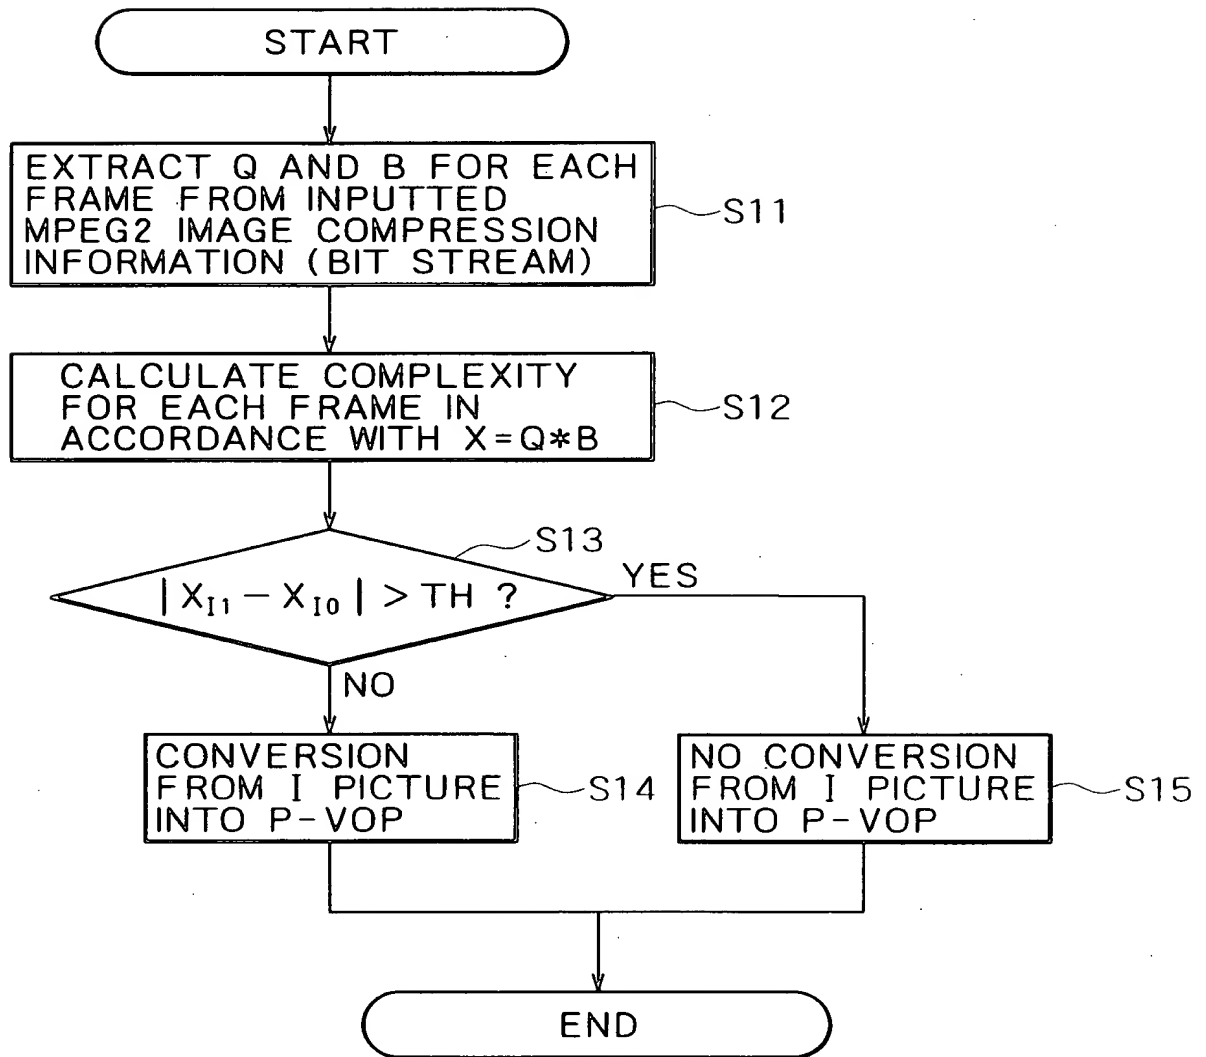 START
EXTRACT Q AND B FOR EACH
FRAME FROM INPUTTED
MPEG2 IMAGE COMPRESSION
INFORMATION (BIT STREAM)
S11
CALCULATE COMPLEXITY
FOR EACH FRAME IN
ACCORDANCE WITH X=Q*B
S12
S13
| X_I1 − X_I0 | > TH ?
YES
NO
CONVERSION
FROM I PICTURE
INTO P-VOP
S14
NO CONVERSION
FROM I PICTURE
INTO P-VOP
S15
END